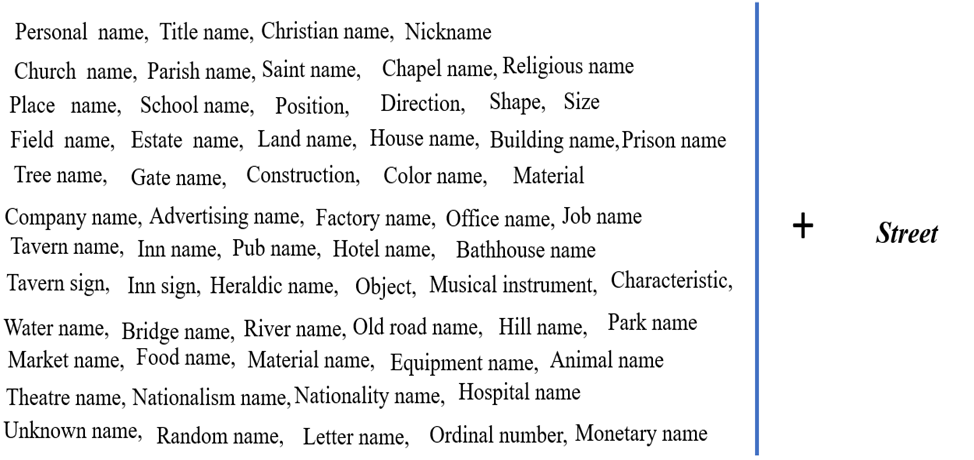 Personal name, Title name, Christian name, Nickname
Church name, Parish name, Saint name, Chapel name, Religious name
Place name, School name, Position, Direction, Shape, Size
Field name, Estate name, Land name, House name, Building name, Prison name
Tree name, Gate name, Construction, Color name, Material
Company name, Advertising name, Factory name, Office name, Job name
Tavern name, Inn name, Pub name, Hotel name, Bathhouse name
Tavern sign, Inn sign, Heraldic name, Object, Musical instrument, Characteristic,
Water name, Bridge name, River name, Old road name, Hill name, Park name
Market name, Food name, Material name, Equipment name, Animal name
Theatre name, Nationalism name, Nationality name, Hospital name
Unknown name, Random name, Letter name, Ordinal number, Monetary name
+ Street